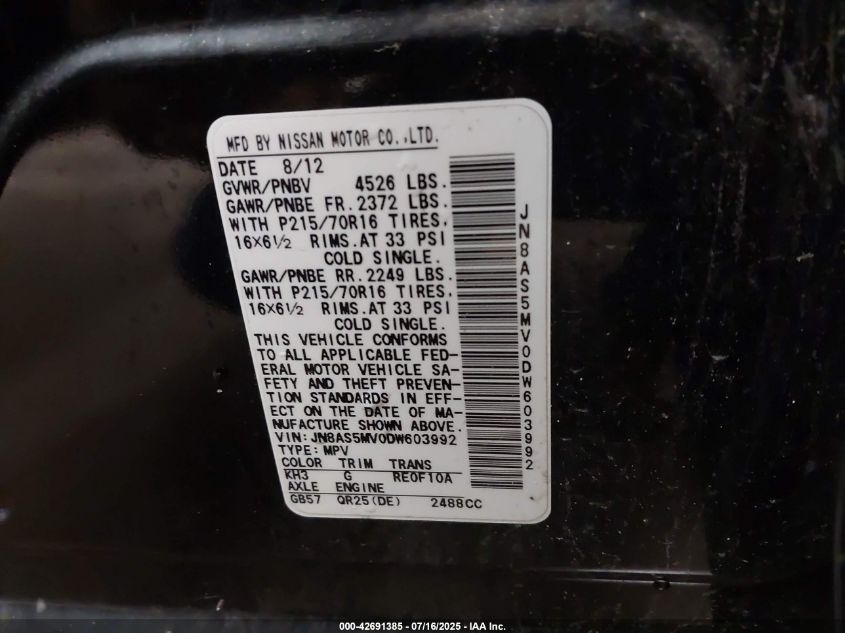 MFD BY NISSAN MOTOR CO.,LTD.
DATE 8/12
GVWR/PNBV 4526 LBS.
GAWR/PNBE FR. 2372 LBS.
WITH P215/70R16 TIRES,
16X6½ RIMS.AT 33 PSI
COLD SINGLE.
GAWR/PNBE RR. 2249 LBS.
WITH P215/70R16 TIRES,
16X6½ RIMS.AT 33 PSI
COLD SINGLE.
THIS VEHICLE CONFORMS
TO ALL APPLICABLE FED-
ERAL MOTOR VEHICLE SA-
FETY AND THEFT PREVEN-
TION STANDARDS IN EFF-
ECT ON THE DATE OF MA-
NUFACTURE SHOWN ABOVE.
VIN: JN8AS5MV0DW603992
TYPE: MPV
COLOR TRIM TRANS
KH3 G RE0F10A
AXLE ENGINE
GB57 QR25(DE) 2488CC
JN8AS5MV0DW603992
000-42691385 - 07/16/2025 - IAA Inc.